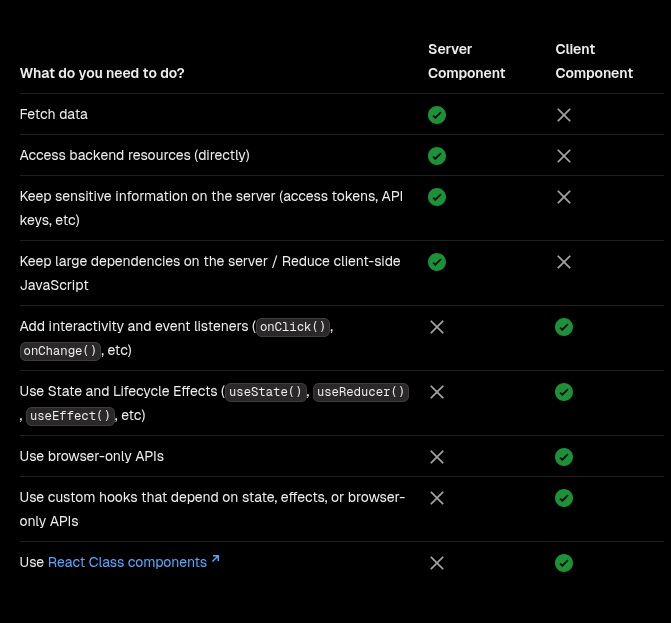 Server Client
What do you need to do? Component Component
Fetch data
Access backend resources (directly)
Keep sensitive information on the server (access tokens, API
keys, etc)
Keep large dependencies on the server / Reduce client-side
JavaScript
Add interactivity and event listeners (onClick(),
onChange(), etc)
Use State and Lifecycle Effects (useState(), useReducer()
, useEffect(), etc)
Use browser-only APIs
Use custom hooks that depend on state, effects, or browser-
only APIs
Use React Class components